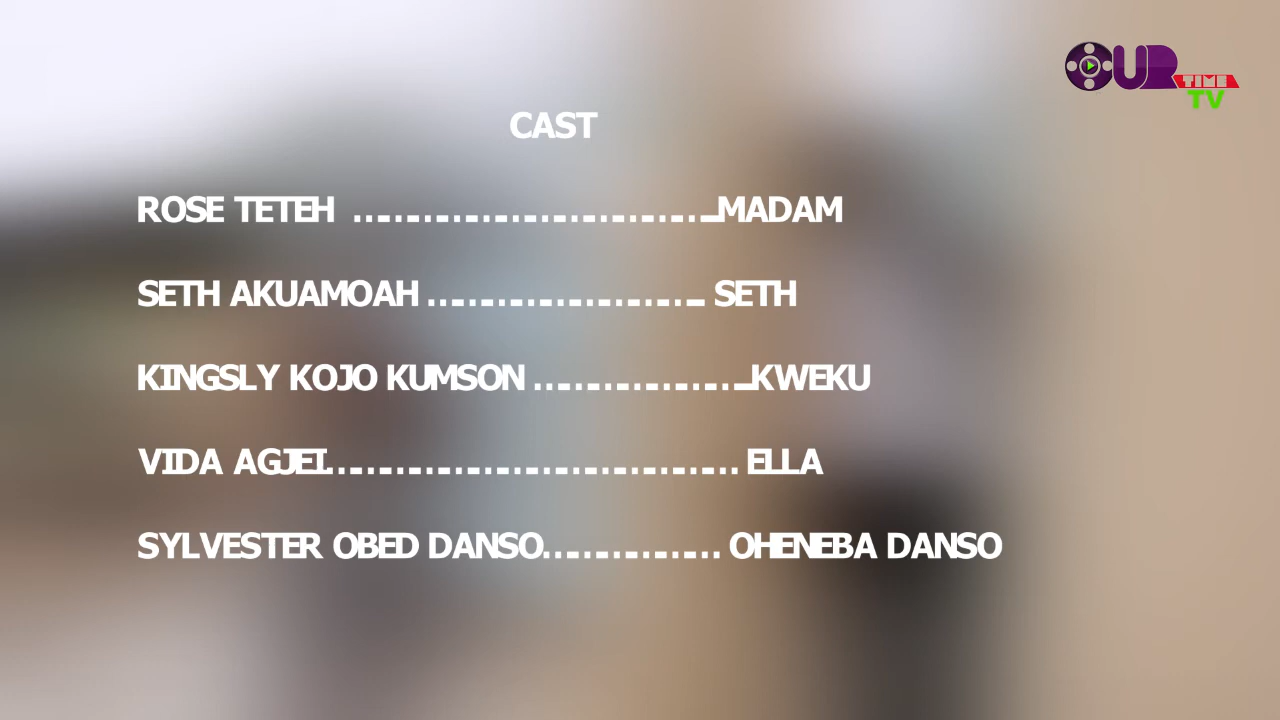 OUR
TIME
TV
CAST
ROSE TETEH ........................................MADAM
SETH AKUAMOAH .............................. SETH
KINGSLY KOJO KUMSON ........................KWEKU
VIDA AGJEI............................................. ELLA
SYLVESTER OBED DANSO................... OHENEBA DANSO